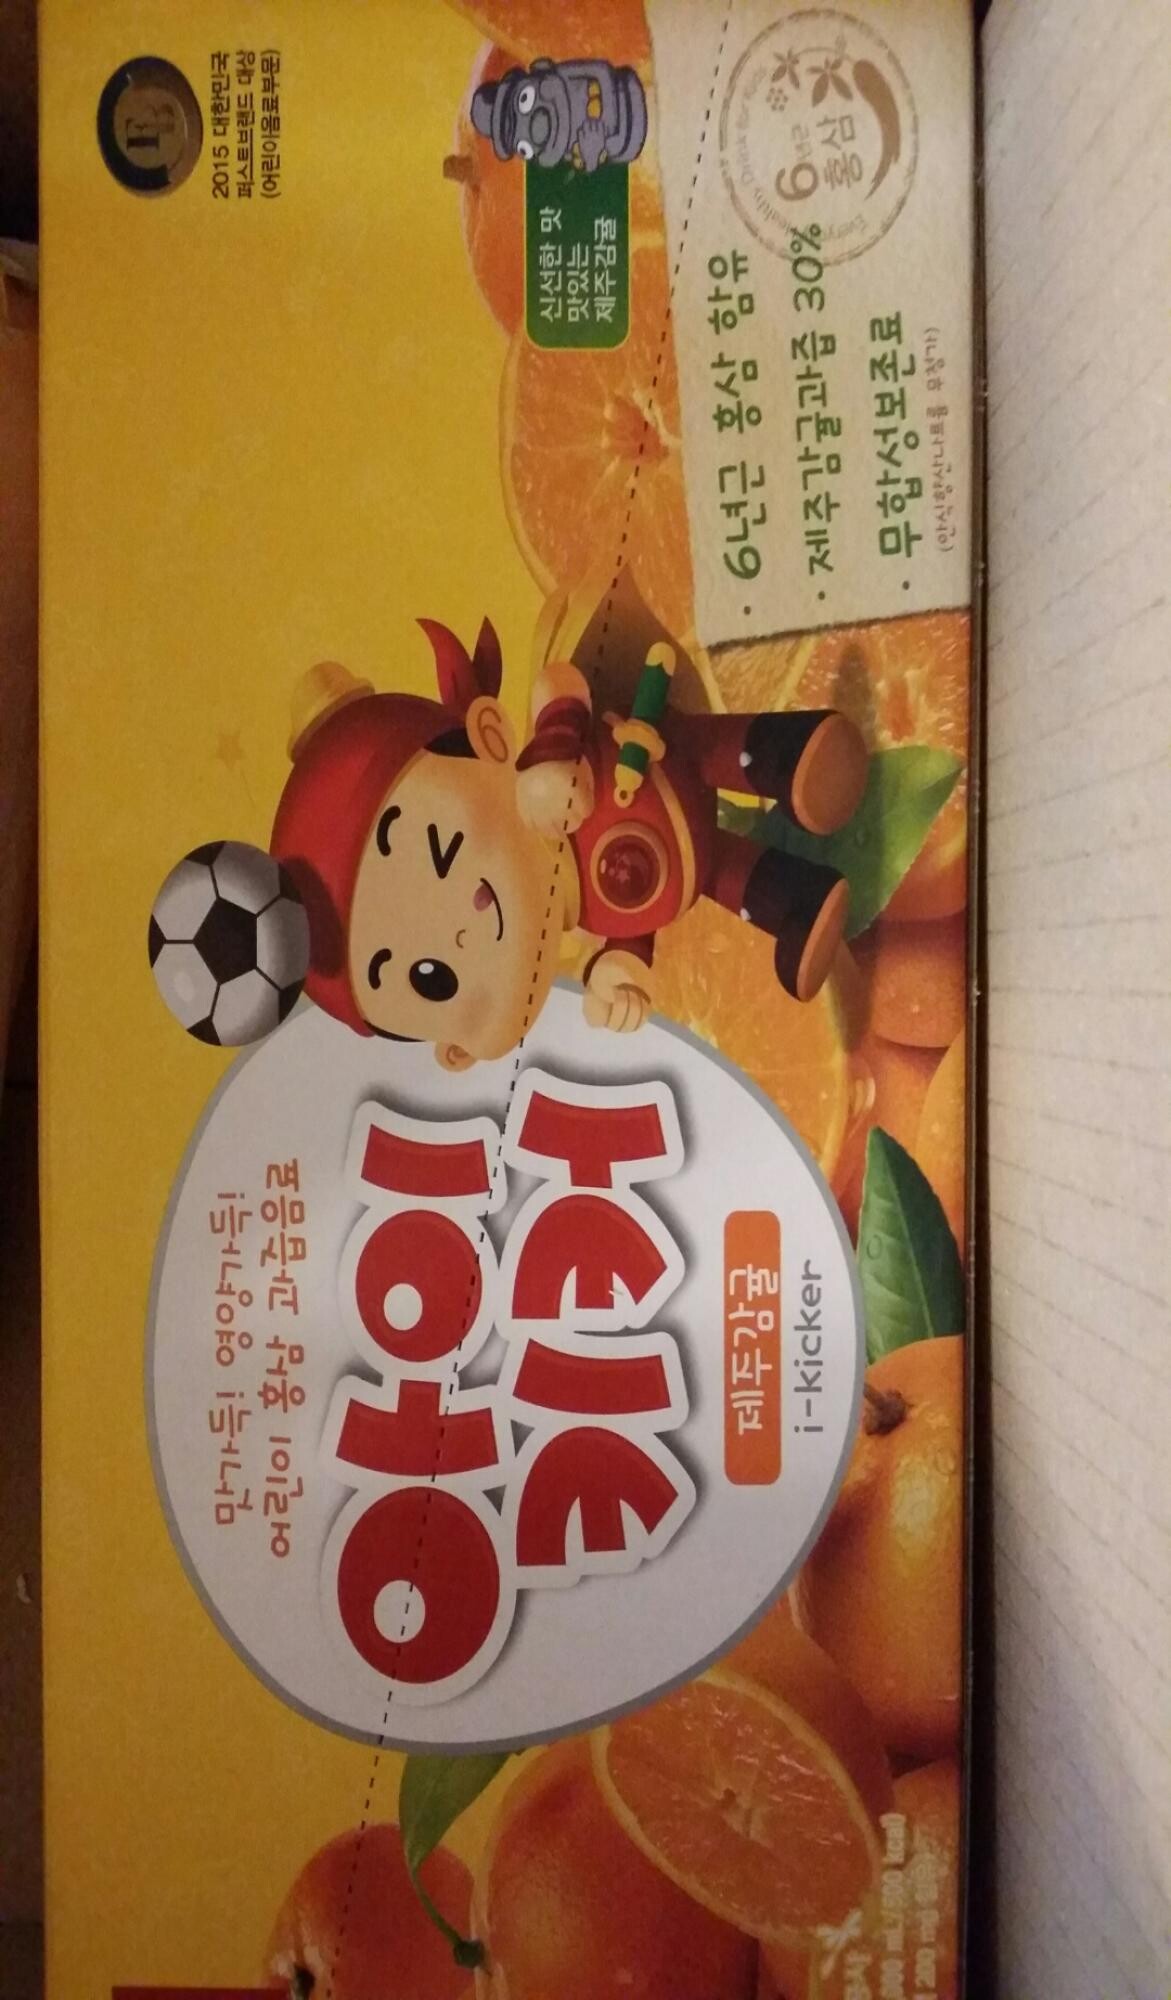 2015 대한민국
퍼스트브랜드 대상
(어린이음료부문)
맛가득! 영양가득!
어린이 홍삼 과즙음료
아이
키커
제주감귤
i-kicker
신선한 맛
맛있는
제주감귤
· 6년근 홍삼 함유
· 제주감귤과즙 30%
· 무합성보존료
(안식향산나트륨 무첨가)
Healthy Drink for Kids
6년근
홍삼